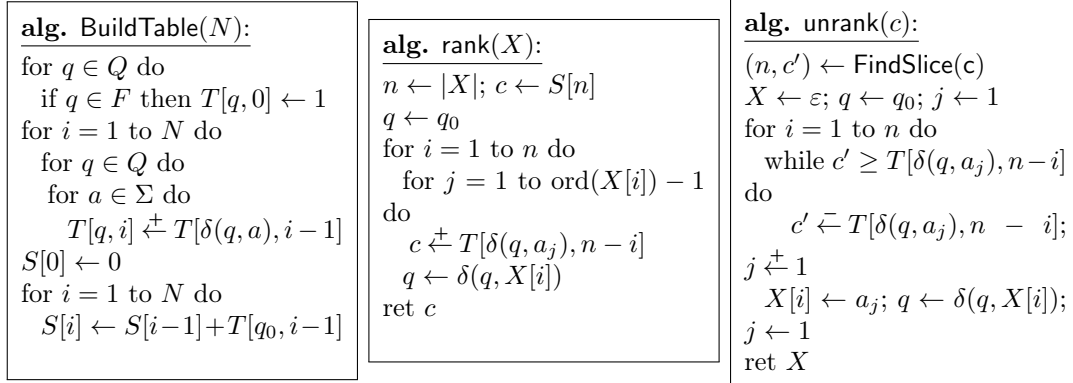 alg. BuildTable(N):
for q ∈ Q do
if q ∈ F then T[q, 0] ← 1
for i = 1 to N do
for q ∈ Q do
for a ∈ Σ do
T[q, i] ←⁺ T[δ(q, a), i − 1]
S[0] ← 0
for i = 1 to N do
S[i] ← S[i−1]+T[q₀, i−1]
alg. rank(X):
n ← |X|; c ← S[n]
q ← q₀
for i = 1 to n do
for j = 1 to ord(X[i]) − 1
do
c ←⁺ T[δ(q, aⱼ), n − i]
q ← δ(q, X[i])
ret c
alg. unrank(c):
(n, c′) ← FindSlice(c)
X ← ε; q ← q₀; j ← 1
for i = 1 to n do
while c′ ≥ T[δ(q, aⱼ), n−i]
do
c′ ←⁻ T[δ(q, aⱼ), n − i];
j ←⁺ 1
X[i] ← aⱼ; q ← δ(q, X[i]);
j ← 1
ret X